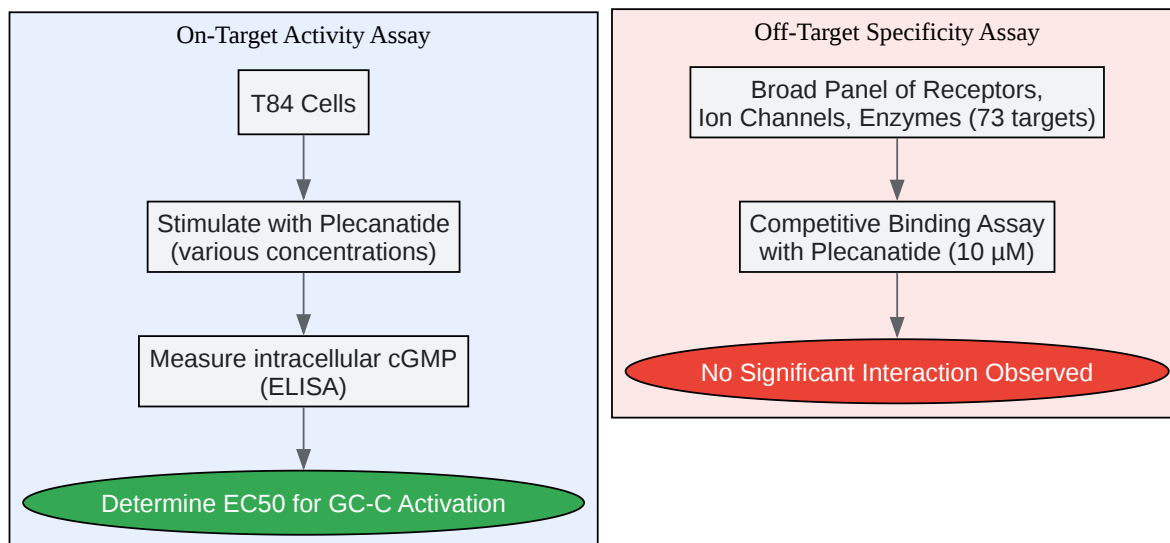 On-Target Activity Assay
T84 Cells
Stimulate with Plecanatide
(various concentrations)
Measure intracellular cGMP
(ELISA)
Determine EC50 for GC-C Activation
Off-Target Specificity Assay
Broad Panel of Receptors,
Ion Channels, Enzymes (73 targets)
Competitive Binding Assay
with Plecanatide (10 µM)
No Significant Interaction Observed